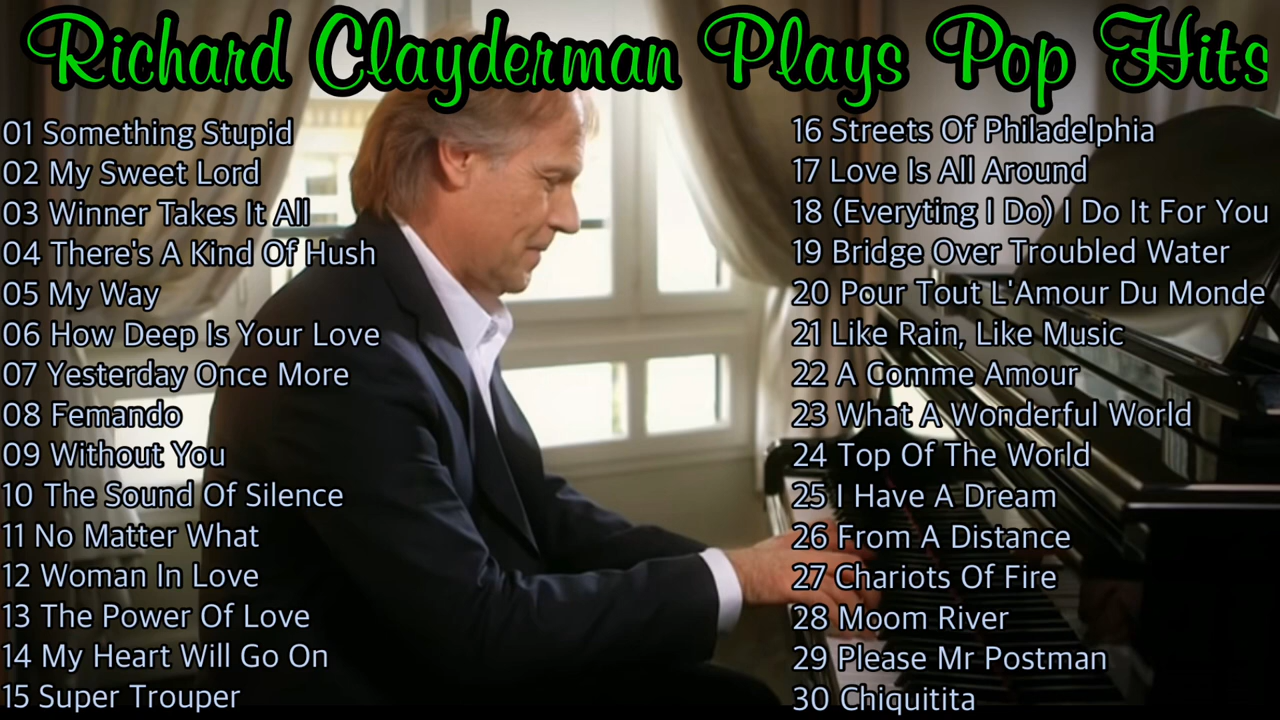 Richard Clayderman Plays Pop Hits
01 Something Stupid
02 My Sweet Lord
03 Winner Takes It All
04 There's A Kind Of Hush
05 My Way
06 How Deep Is Your Love
07 Yesterday Once More
08 Femando
09 Without You
10 The Sound Of Silence
11 No Matter What
12 Woman In Love
13 The Power Of Love
14 My Heart Will Go On
15 Super Trouper
16 Streets Of Philadelphia
17 Love Is All Around
18 (Everyting I Do) I Do It For You
19 Bridge Over Troubled Water
20 Pour Tout L'Amour Du Monde
21 Like Rain, Like Music
22 A Comme Amour
23 What A Wonderful World
24 Top Of The World
25 I Have A Dream
26 From A Distance
27 Chariots Of Fire
28 Moom River
29 Please Mr Postman
30 Chiquitita